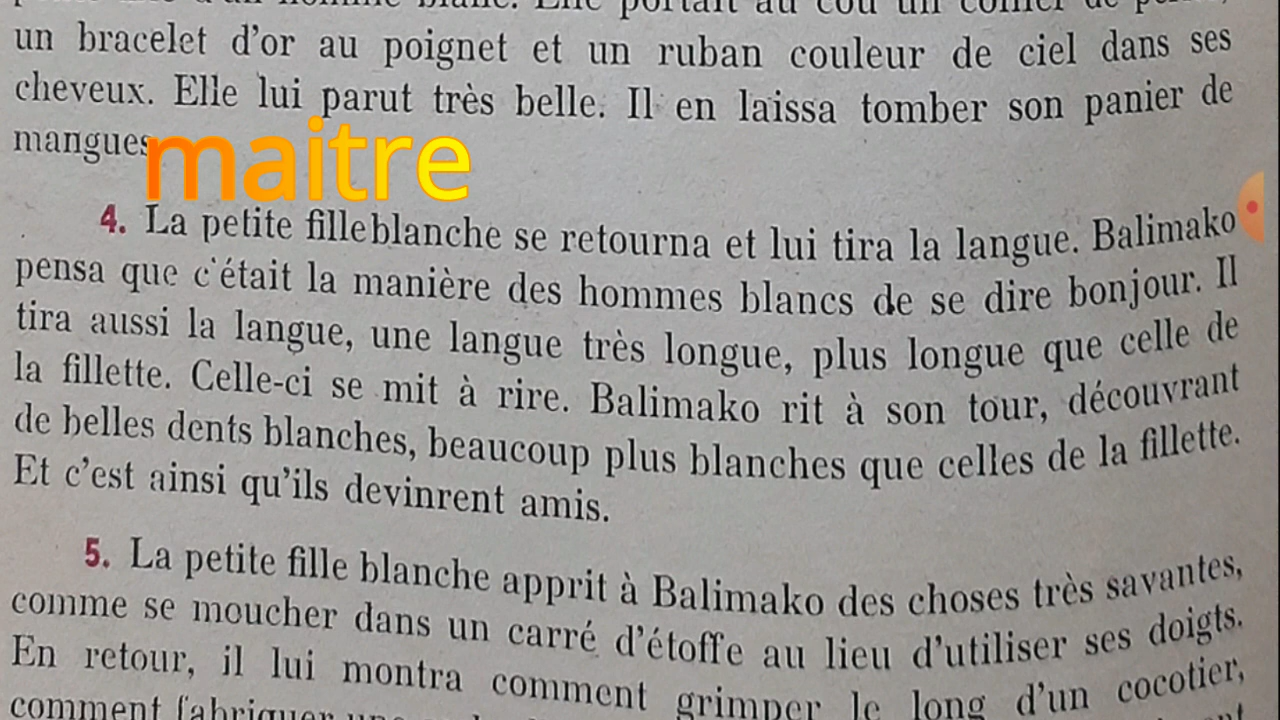 un bracelet d'or au poignet et un ruban couleur de ciel dans ses
cheveux. Elle lui parut très belle. Il en laissa tomber son panier de
mangues
maitre
4. La petite fille blanche se retourna et lui tira la langue. Balimako
pensa que c'était la manière des hommes blancs de se dire bonjour. Il
tira aussi la langue, une langue très longue, plus longue que celle de
la fillette. Celle-ci se mit à rire. Balimako rit à son tour, découvrant
de belles dents blanches, beaucoup plus blanches que celles de la fillette.
Et c'est ainsi qu'ils devinrent amis.
5. La petite fille blanche apprit à Balimako des choses très savantes,
comme se moucher dans un carré d'étoffe au lieu d'utiliser ses doigts.
En retour, il lui montra comment grimper le long d'un cocotier,
comment fabriquer